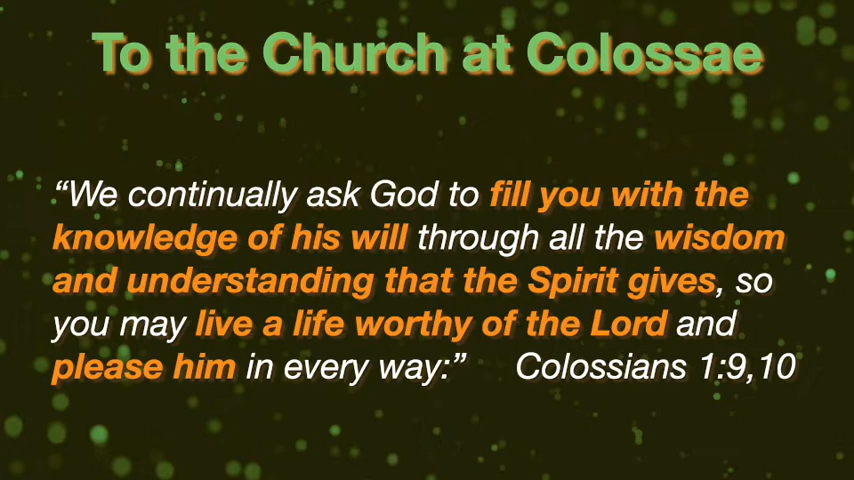 To the Church at Colossae
“We continually ask God to fill you with the
knowledge of his will through all the wisdom
and understanding that the Spirit gives, so
you may live a life worthy of the Lord and
please him in every way:” Colossians 1:9,10